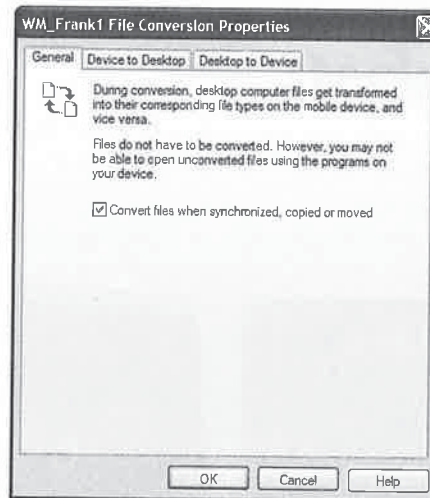 WM_Frank1 File Conversion Properties
General Device to Desktop Desktop to Device
During conversion, desktop computer files get transformed
into their corresponding file types on the mobile device, and
vice versa.
Files do not have to be converted. However, you may not
be able to open unconverted files using the programs on
your device.
Convert files when synchronized, copied or moved
OK Cancel Help